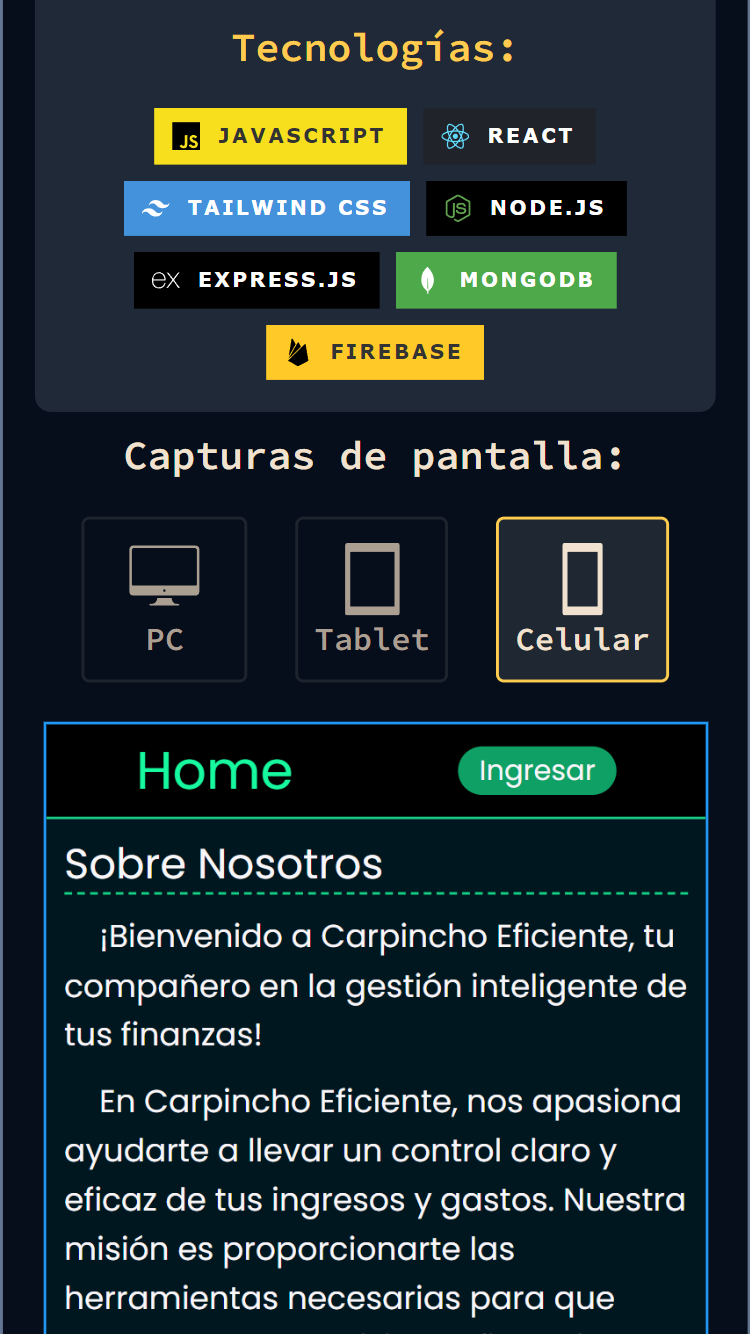 Tecnologías:
JS JAVASCRIPT
REACT
TAILWIND CSS
JS NODE.JS
ex EXPRESS.JS
MONGODB
FIREBASE
Capturas de pantalla:
PC
Tablet
Celular
Home
Ingresar
Sobre Nosotros
¡Bienvenido a Carpincho Eficiente, tu
compañero en la gestión inteligente de
tus finanzas!
En Carpincho Eficiente, nos apasiona
ayudarte a llevar un control claro y
eficaz de tus ingresos y gastos. Nuestra
misión es proporcionarte las
herramientas necesarias para que